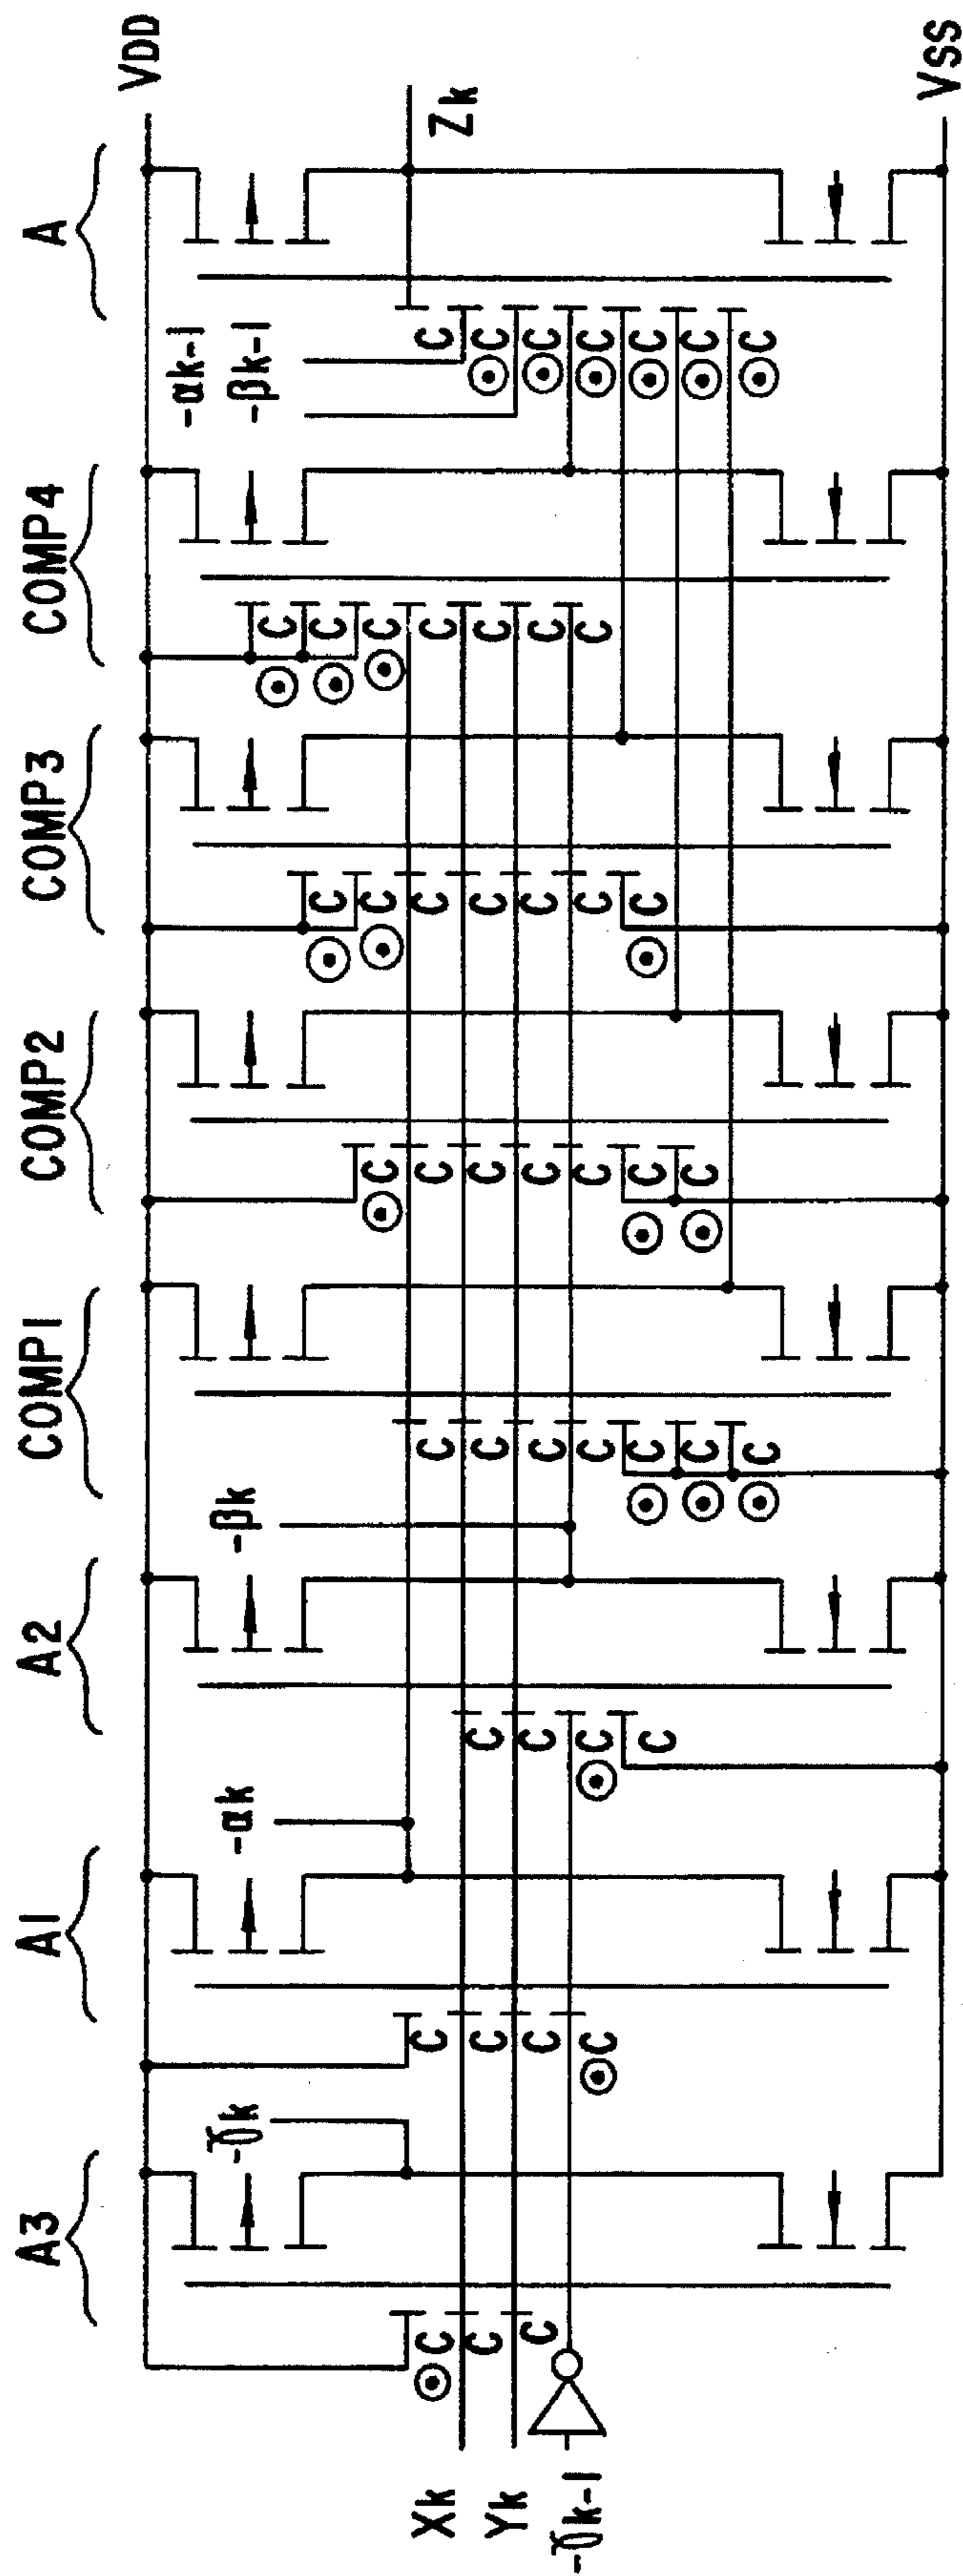 A3
A1
A2
COMP1
COMP2
COMP3
COMP4
A
VDD
-γk
-αk
-βk
-αk-1
-βk-1
Zk
C C C
C C C C
C C C C
C C C C C C C
C C C C C C C
C C C C C C C
C C C C C C C
C C C C C C C
Xk
Yk
-γk-1
VSS